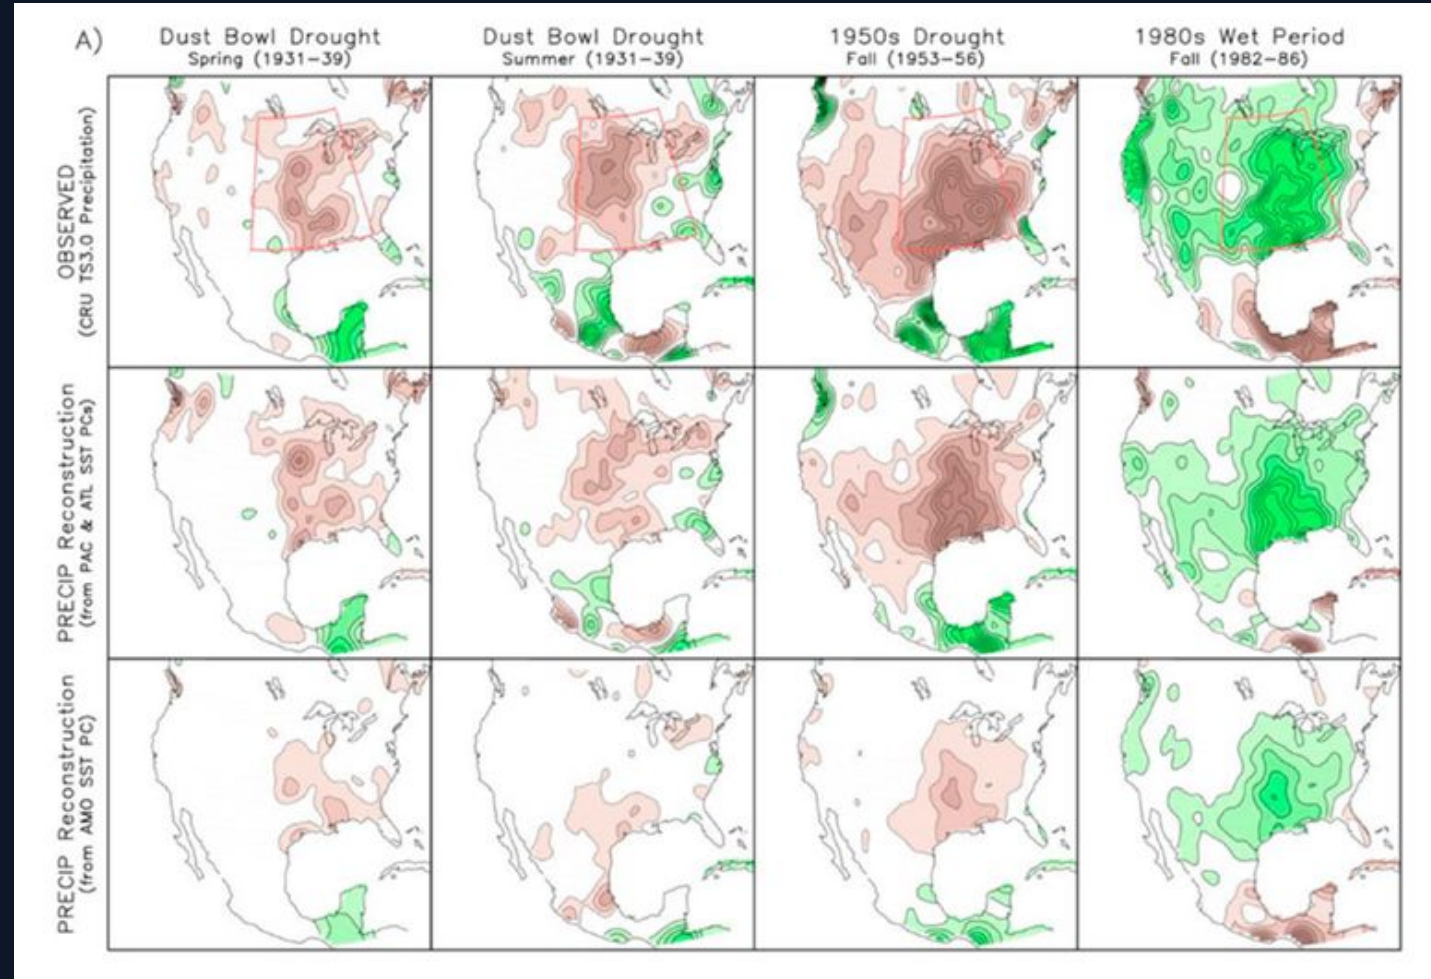 A)
Dust Bowl Drought
Spring (1931-39)
Dust Bowl Drought
Summer (1931-39)
1950s Drought
Fall (1953-56)
1980s Wet Period
Fall (1982-86)
OBSERVED
(CRU TS3.0 Precipitation)
PRECIP Reconstruction
(from PAC & ATL SST PCs)
PRECIP Reconstruction
(from AMO SST PC)